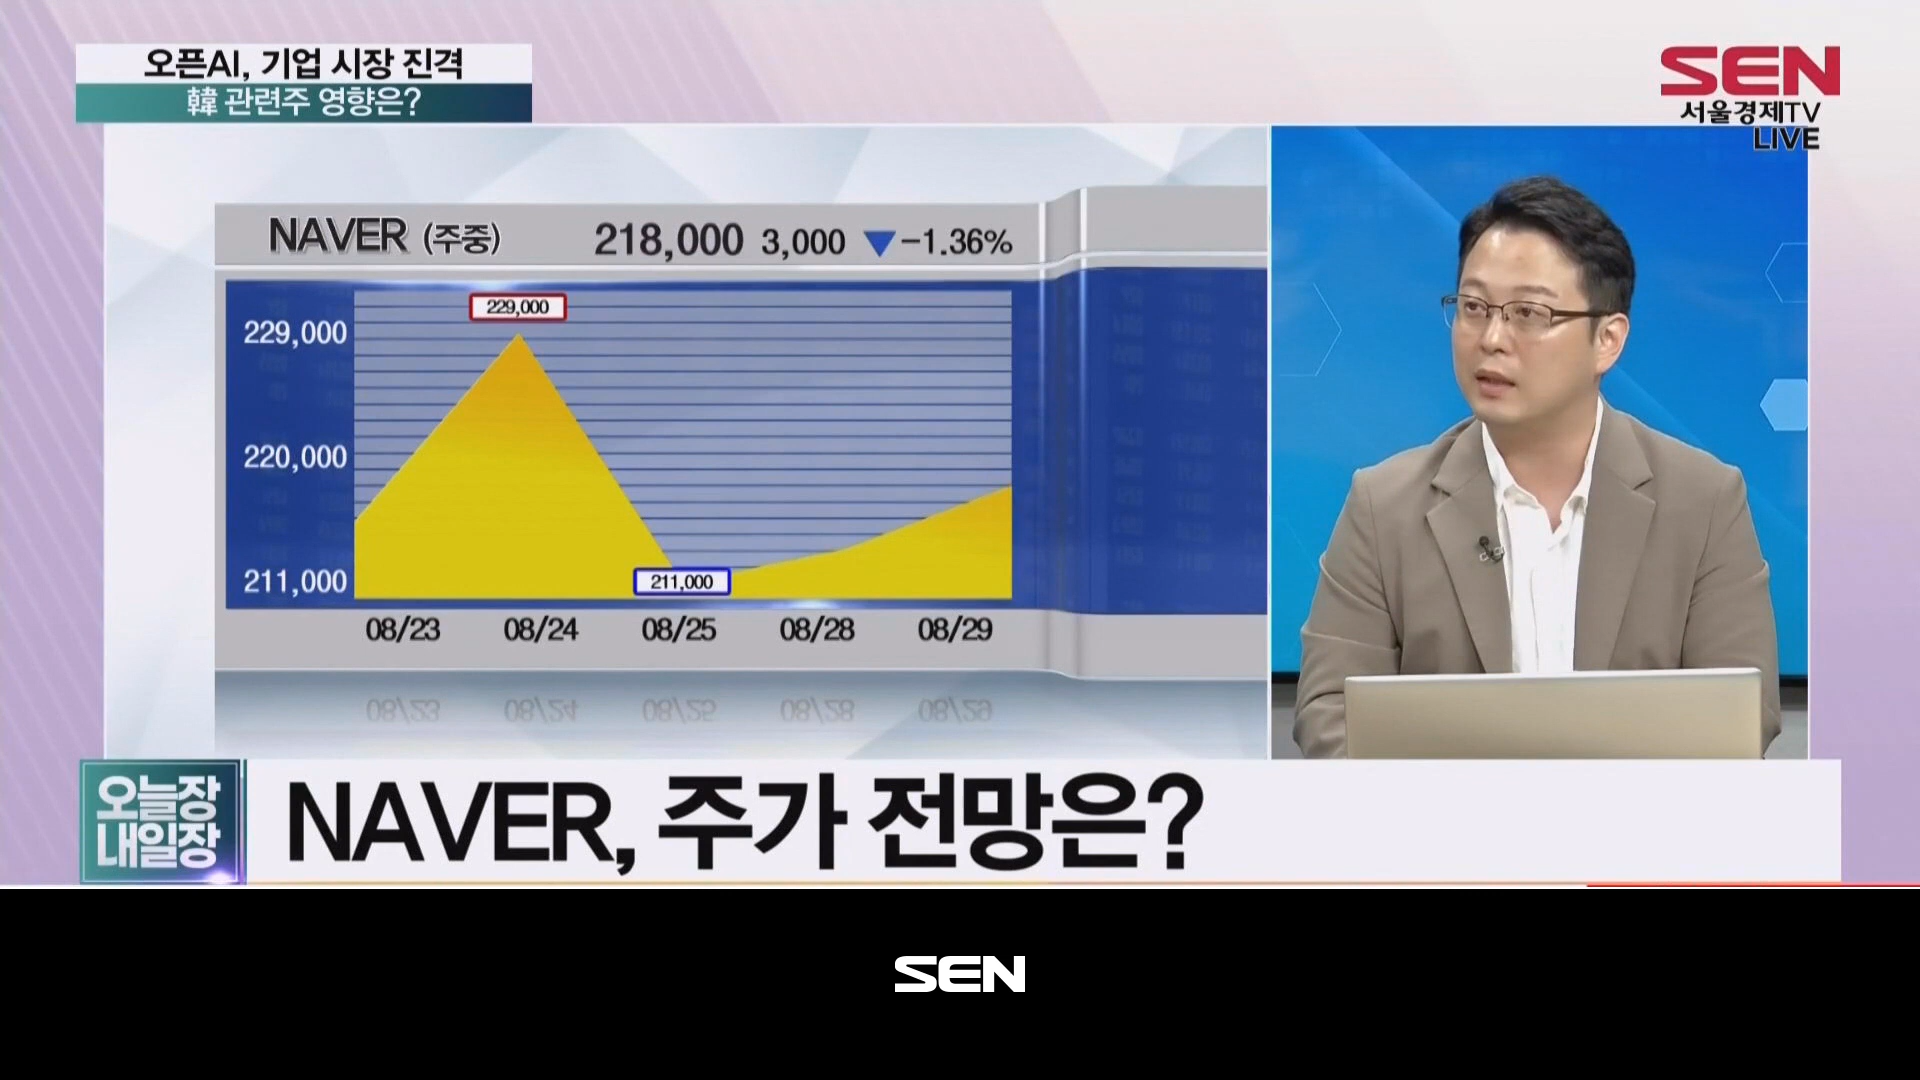 오픈AI, 기업 시장 진격
韓 관련주 영향은?
SEN
서울경제TV
LIVE
NAVER (주중) 218,000 3,000 ▼-1.36%
229,000
229,000
220,000
211,000
211,000
08/23 08/24 08/25 08/28 08/29
오늘장
내일장
NAVER, 주가 전망은?
SEN